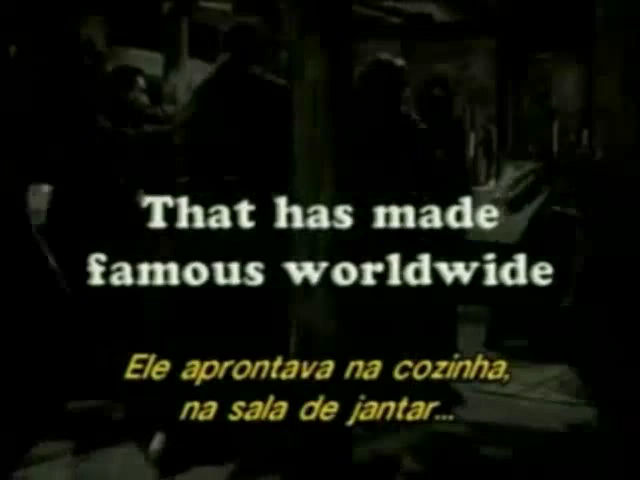 That has made
famous worldwide
Ele aprontava na cozinha,
na sala de jantar...